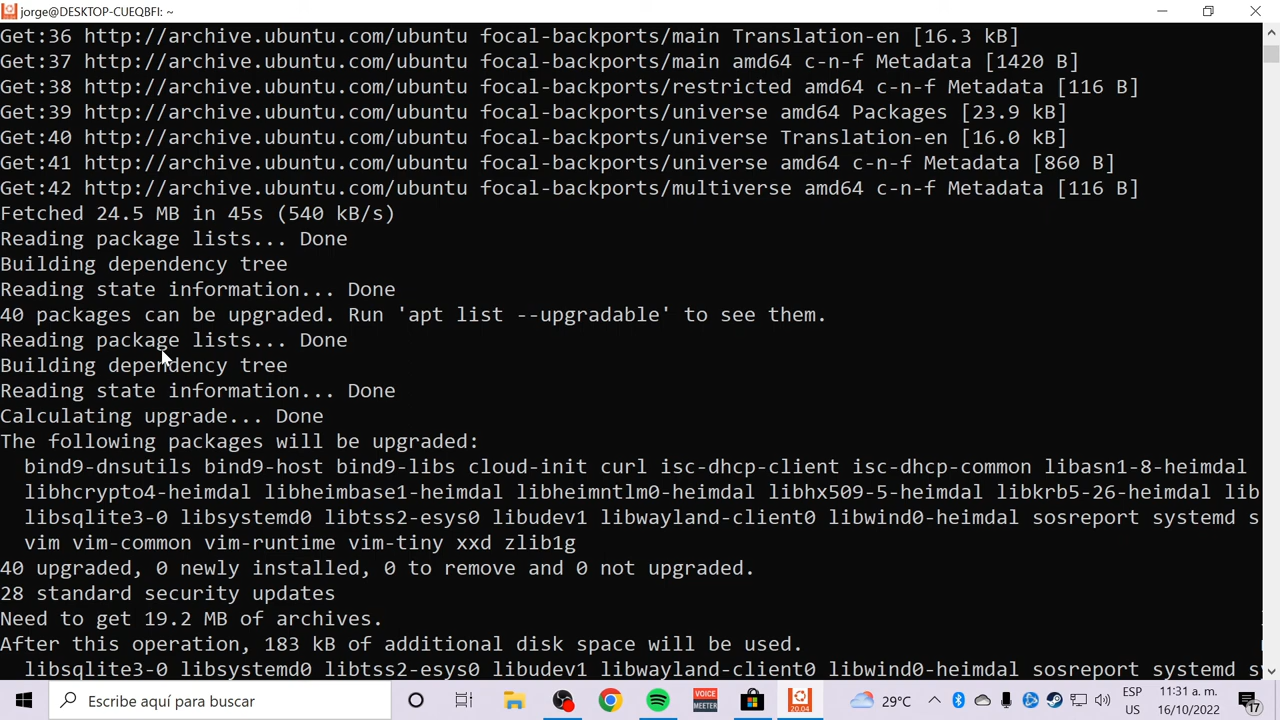 jorge@DESKTOP-CUEQBFI: ~
Get:36 http://archive.ubuntu.com/ubuntu focal-backports/main Translation-en [16.3 kB]
Get:37 http://archive.ubuntu.com/ubuntu focal-backports/main amd64 c-n-f Metadata [1420 B]
Get:38 http://archive.ubuntu.com/ubuntu focal-backports/restricted amd64 c-n-f Metadata [116 B]
Get:39 http://archive.ubuntu.com/ubuntu focal-backports/universe amd64 Packages [23.9 kB]
Get:40 http://archive.ubuntu.com/ubuntu focal-backports/universe Translation-en [16.0 kB]
Get:41 http://archive.ubuntu.com/ubuntu focal-backports/universe amd64 c-n-f Metadata [860 B]
Get:42 http://archive.ubuntu.com/ubuntu focal-backports/multiverse amd64 c-n-f Metadata [116 B]
Fetched 24.5 MB in 45s (540 kB/s)
Reading package lists... Done
Building dependency tree
Reading state information... Done
40 packages can be upgraded. Run 'apt list --upgradable' to see them.
Reading package lists... Done
Building dependency tree
Reading state information... Done
Calculating upgrade... Done
The following packages will be upgraded:
bind9-dnsutils bind9-host bind9-libs cloud-init curl isc-dhcp-client isc-dhcp-common libasn1-8-heimdal
libhcrypto4-heimdal libheimbase1-heimdal libheimntlm0-heimdal libhx509-5-heimdal libkrb5-26-heimdal lib
libsqlite3-0 libsystemd0 libtss2-esys0 libudev1 libwayland-client0 libwind0-heimdal sosreport systemd s
vim vim-common vim-runtime vim-tiny xxd zlib1g
40 upgraded, 0 newly installed, 0 to remove and 0 not upgraded.
28 standard security updates
Need to get 19.2 MB of archives.
After this operation, 183 kB of additional disk space will be used.
libsqlite3-0 libsystemd0 libtss2-esys0 libudev1 libwayland-client0 libwind0-heimdal sosreport systemd s
Escribe aquí para buscar
VOICE MEETER
20.04
29°C
ESP
US
11:31 a. m.
16/10/2022
17